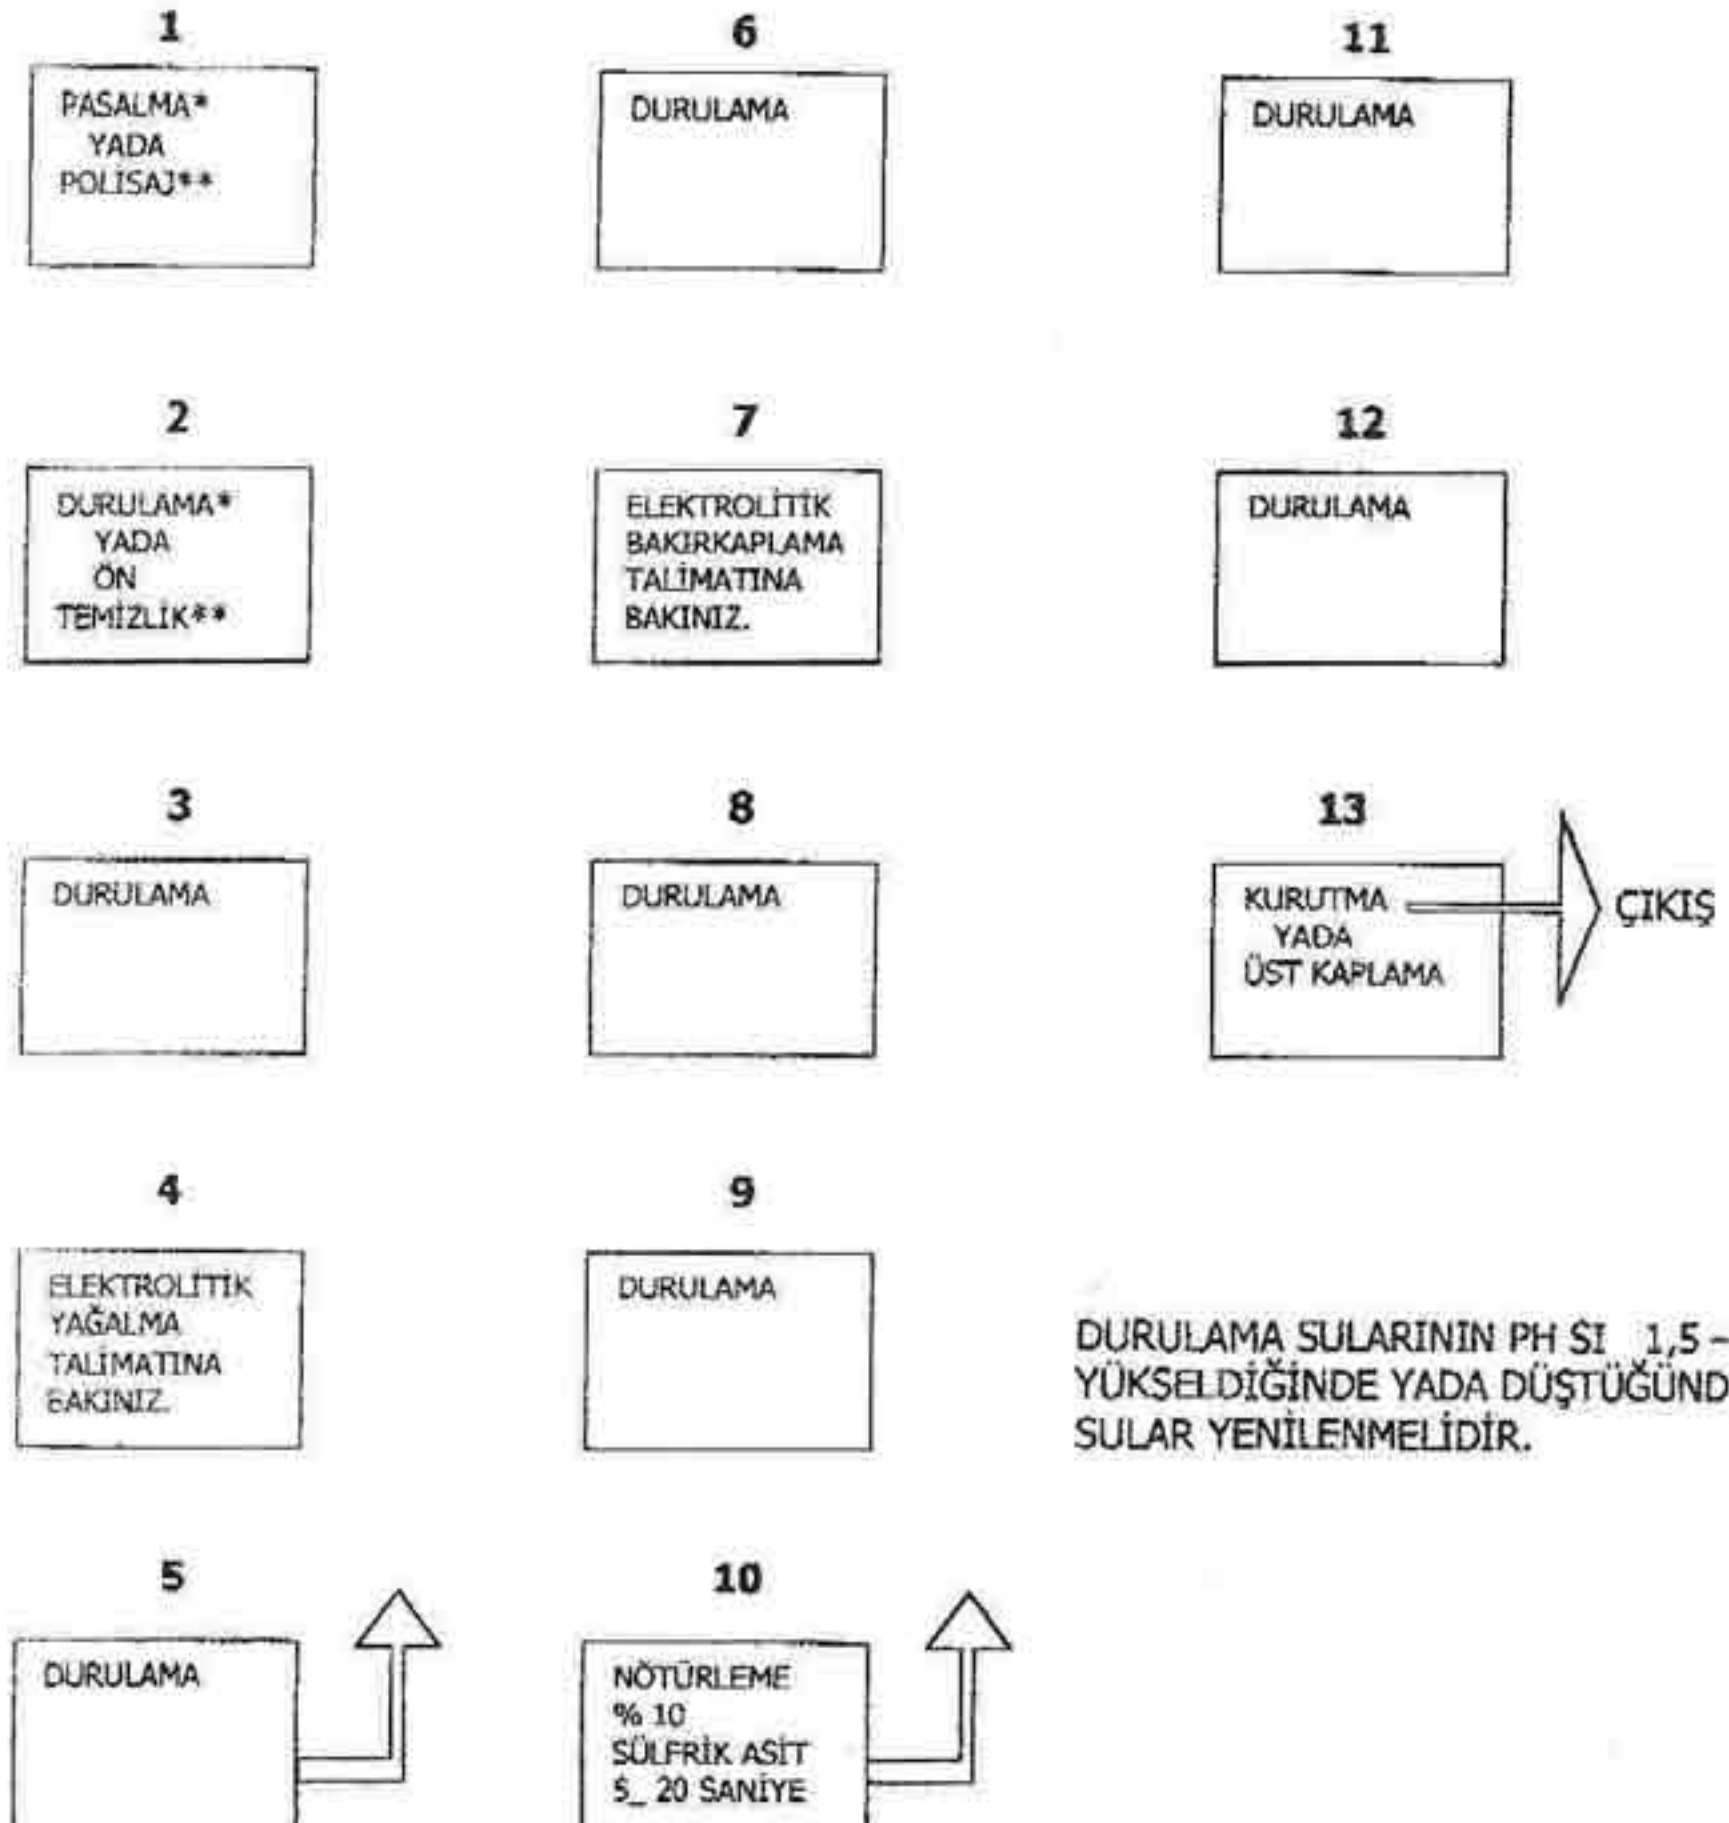 1
PASALMA*
YADA
POLİSAJ**
2
DURULAMA*
YADA
ÖN
TEMİZLİK**
3
DURULAMA
4
ELEKTROLİTİK
YAĞALMA
TALİMATINA
BAKINIZ.
5
DURULAMA
6
DURULAMA
7
ELEKTROLİTİK
BAKIRKAPLAMA
TALİMATINA
BAKINIZ.
8
DURULAMA
9
DURULAMA
10
NÖTÜRLEME
% 10
SÜLFRİK ASİT
5_ 20 SANİYE
11
DURULAMA
12
DURULAMA
13
KURUTMA
YADA
ÜST KAPLAMA
ÇIKIŞ
DURULAMA SULARININ PH SI 1,5 –
YÜKSELDİĞİNDE YADA DÜŞTÜĞÜND
SULAR YENİLENMELİDİR.